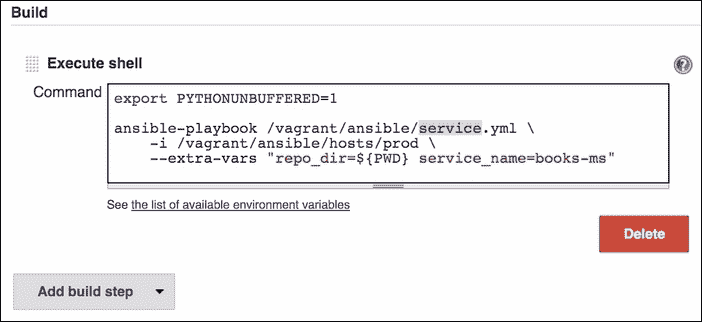 Build
Execute shell
Command
export PYTHONUNBUFFERED=1
ansible-playbook /vagrant/ansible/service.yml \
-i /vagrant/ansible/hosts/prod \
--extra-vars "repo_dir=${PWD} service_name=books-ms"
See the list of available environment variables
Delete
Add build step